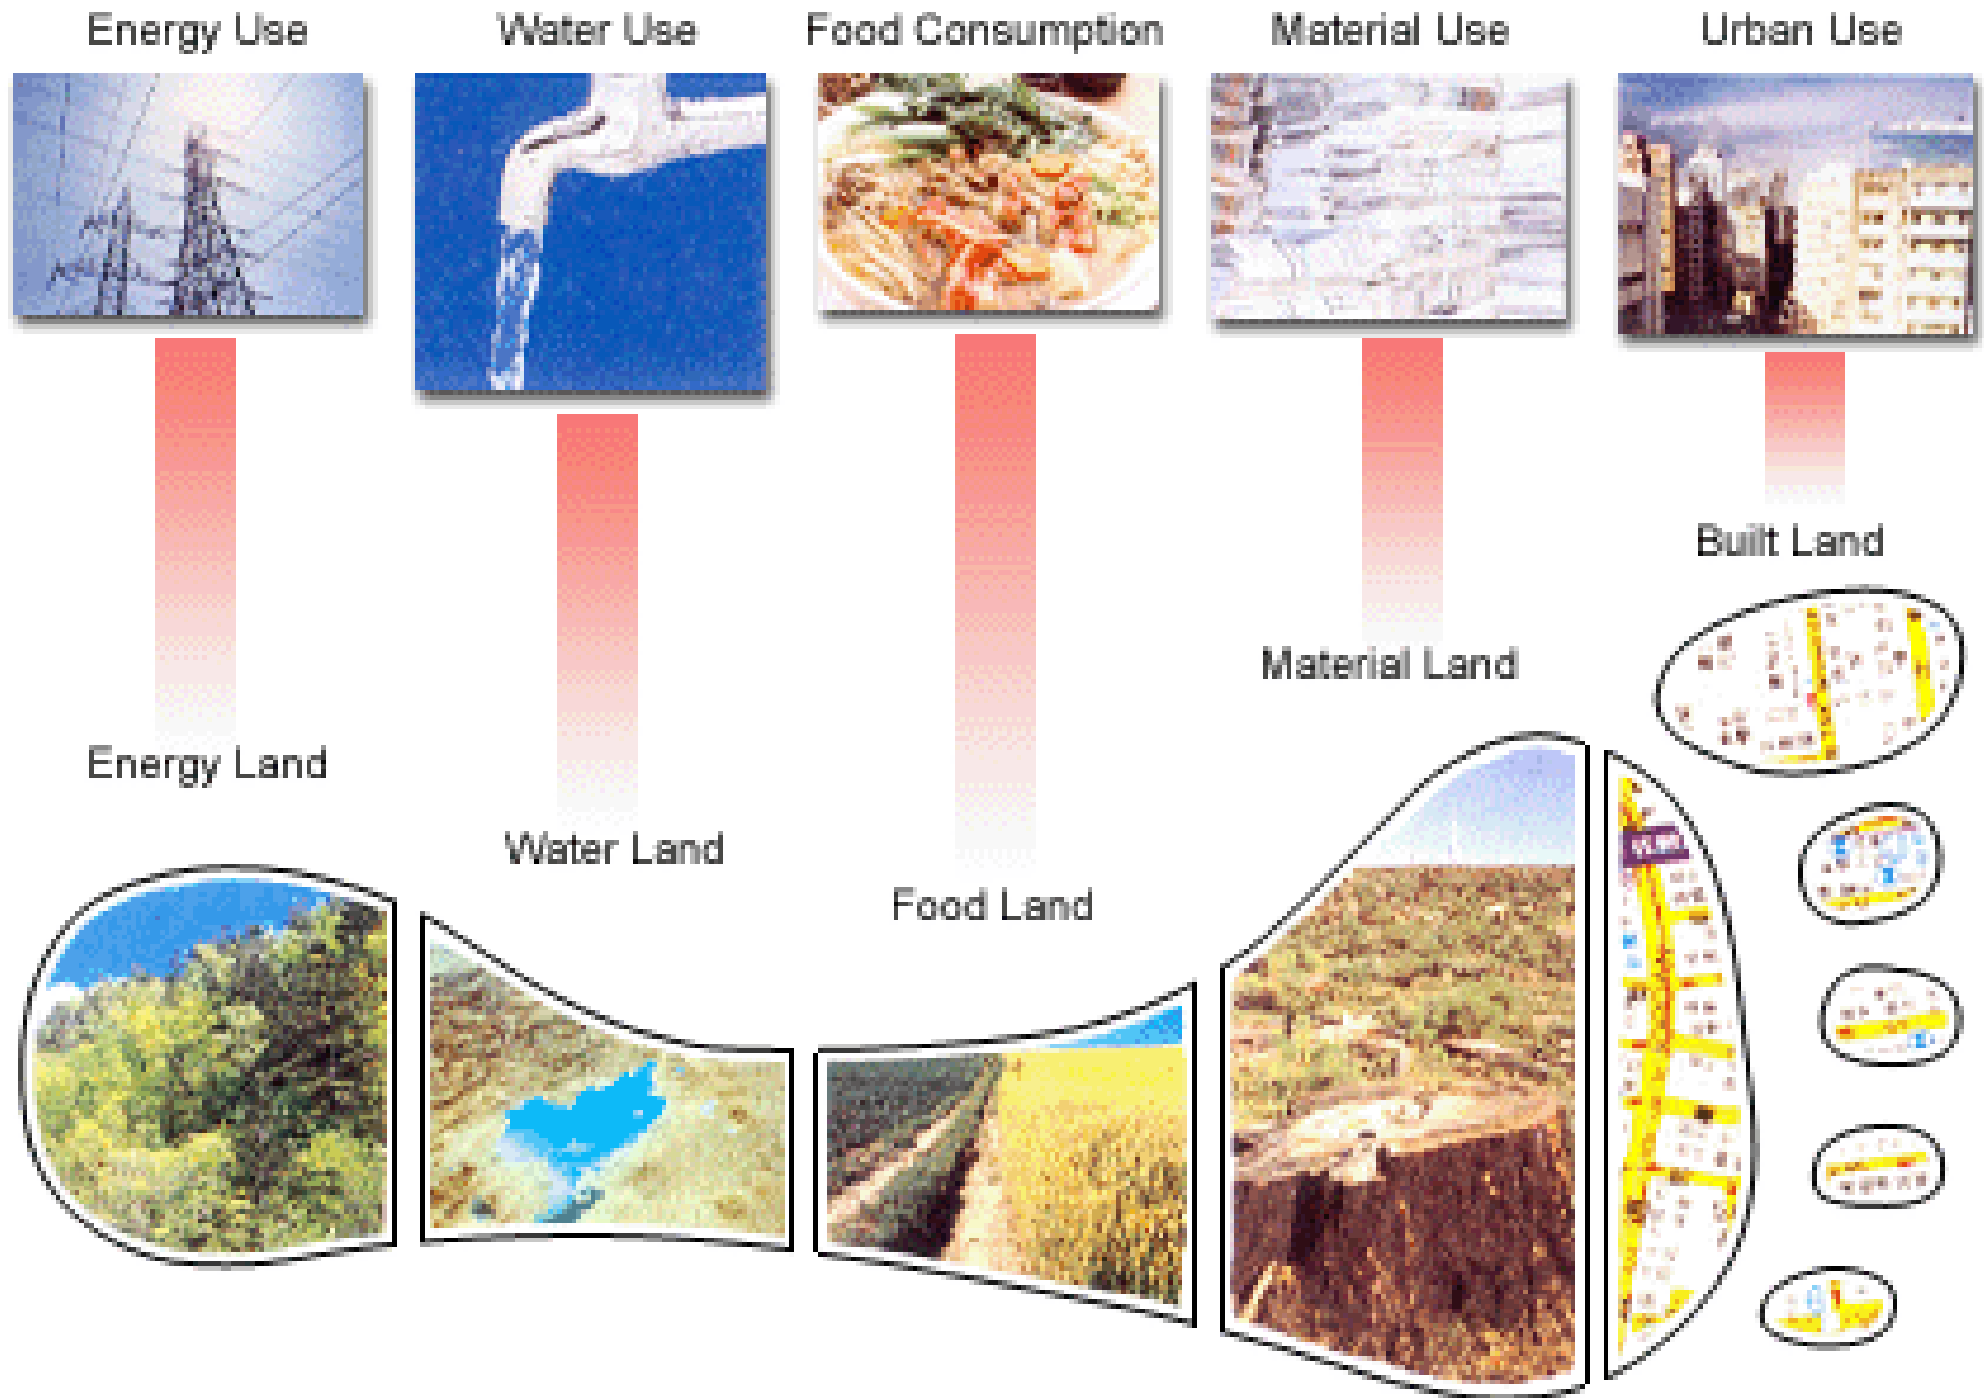 Energy Use
Water Use
Food Consumption
Material Use
Urban Use
Built Land
Material Land
Energy Land
Water Land
Food Land